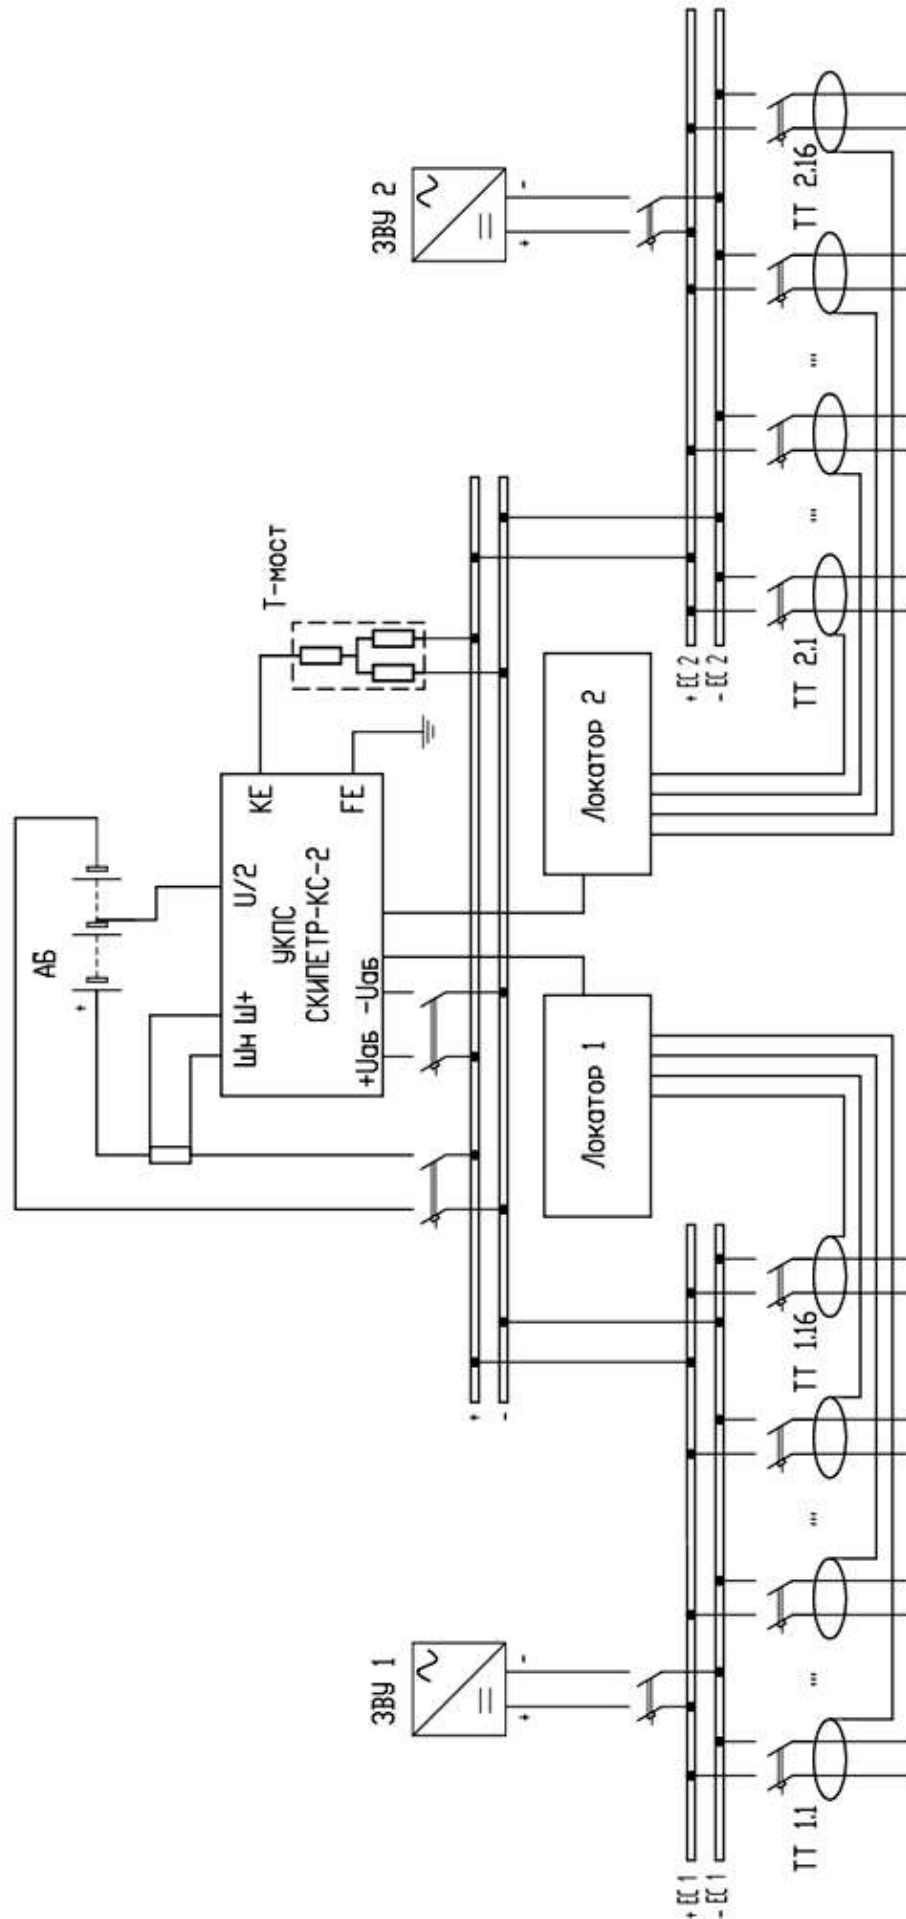 АБ
+
Шн Ш+
U/2
УКПС
СКИПЕТР-КС-2
+Uаб -Uаб
KE
FE
Т-мост
ЗВУ 1
+ -
ЗВУ 2
+ -
+
-
Локатор 1
Локатор 2
+ ЕС 1
- ЕС 1
+ ЕС 2
- ЕС 2
ТТ 1.1
...
...
ТТ 1.16
ТТ 2.1
...
...
ТТ 2.16